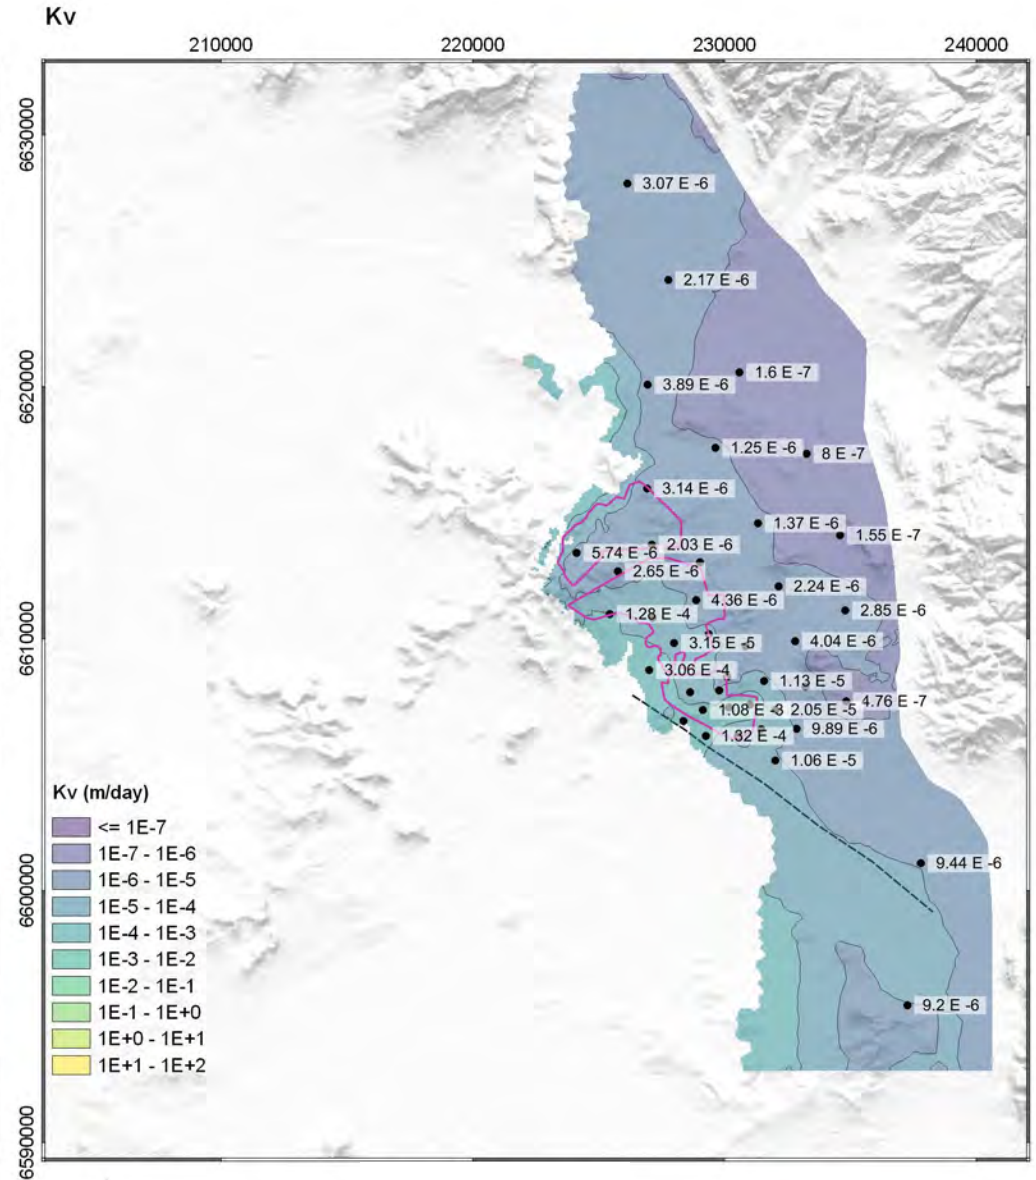 Kv
210000 220000 230000 240000
6630000
6620000
6610000
6600000
6590000
3.07 E -6
2.17 E -6
1.6 E -7
3.89 E -6
1.25 E -6
8 E -7
3.14 E -6
1.37 E -6
1.55 E -7
2.03 E -6
5.74 E -6
2.65 E -6
2.24 E -6
4.36 E -6
2.85 E -6
1.28 E -4
4.04 E -6
3.15 E -5
3.06 E -4
1.13 E -5
4.76 E -7
1.08 E -3 2.05 E -5
9.89 E -6
1.32 E -4
1.06 E -5
9.44 E -6
9.2 E -6
Kv (m/day)
<= 1E-7
1E-7 - 1E-6
1E-6 - 1E-5
1E-5 - 1E-4
1E-4 - 1E-3
1E-3 - 1E-2
1E-2 - 1E-1
1E-1 - 1E+0
1E+0 - 1E+1
1E+1 - 1E+2